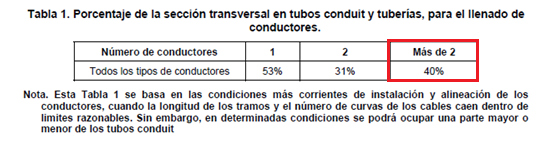 Tabla 1. Porcentaje de la sección transversal en tubos conduit y tuberías, para el llenado de
conductores.
Número de conductores 1 2 Más de 2
Todos los tipos de conductores 53% 31% 40%
Nota. Esta Tabla 1 se basa en las condiciones más corrientes de instalación y alineación de los
conductores, cuando la longitud de los tramos y el número de curvas de los cables caen dentro de
limites razonables. Sin embargo, en determinadas condiciones se podrá ocupar una parte mayor o
menor de los tubos conduit